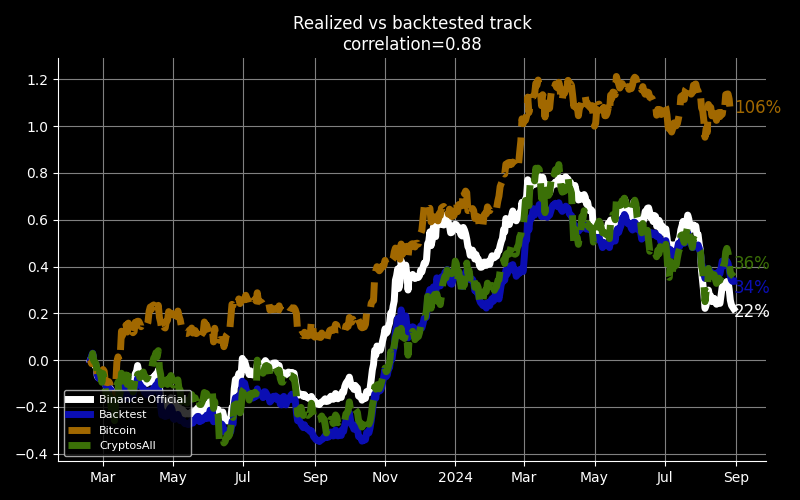 Realized vs backtested track
correlation=0.88
1.2
1.0
0.8
0.6
0.4
0.2
0.0
−0.2
−0.4
106%
36%
34%
22%
Binance Official
Backtest
Bitcoin
CryptosAll
Mar May Jul Sep Nov 2024 Mar May Jul Sep